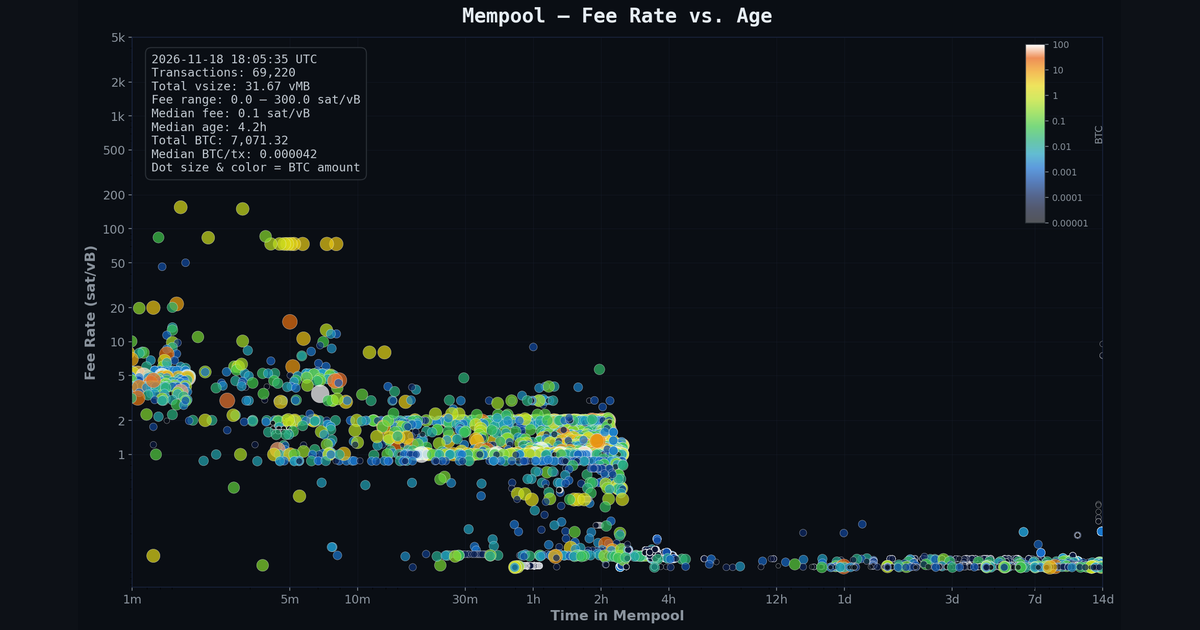 Mempool — Fee Rate vs. Age
2026-11-18 18:05:35 UTC
Transactions: 69,220
Total vsize: 31.67 vMB
Fee range: 0.0 — 300.0 sat/vB
Median fee: 0.1 sat/vB
Median age: 4.2h
Total BTC: 7,071.32
Median BTC/tx: 0.000042
Dot size & color = BTC amount
100
10
1
0.1
0.01
0.001
0.0001
0.00001
BTC
Fee Rate (sat/vB)
5k
2k
1k
500
200
100
50
20
10
5
2
1
1m
5m
10m
30m
1h
2h
4h
12h
1d
3d
7d
14d
Time in Mempool